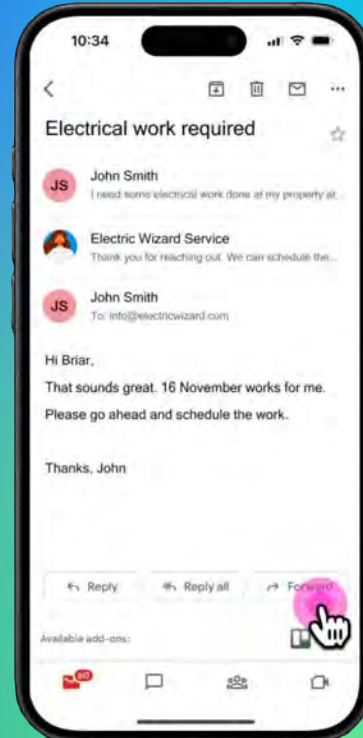 10:34
Electrical work required
JS
John Smith
I need some electrical work done at my property at
Electric Wizard Service
Thank you for reaching out. We can schedule the...
JS
John Smith
To: info@electricwizard.com
Hi Briar,
That sounds great. 16 November works for me.
Please go ahead and schedule the work.
Thanks, John
Reply
Reply all
Forward
Available add-ons:
60